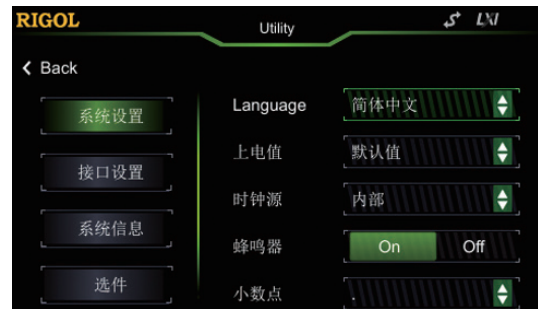 RIGOL
Utility
LXI
Back
系统设置
接口设置
系统信息
选件
Language 简体中文
上电值 默认值
时钟源 内部
蜂鸣器 On Off
小数点 .